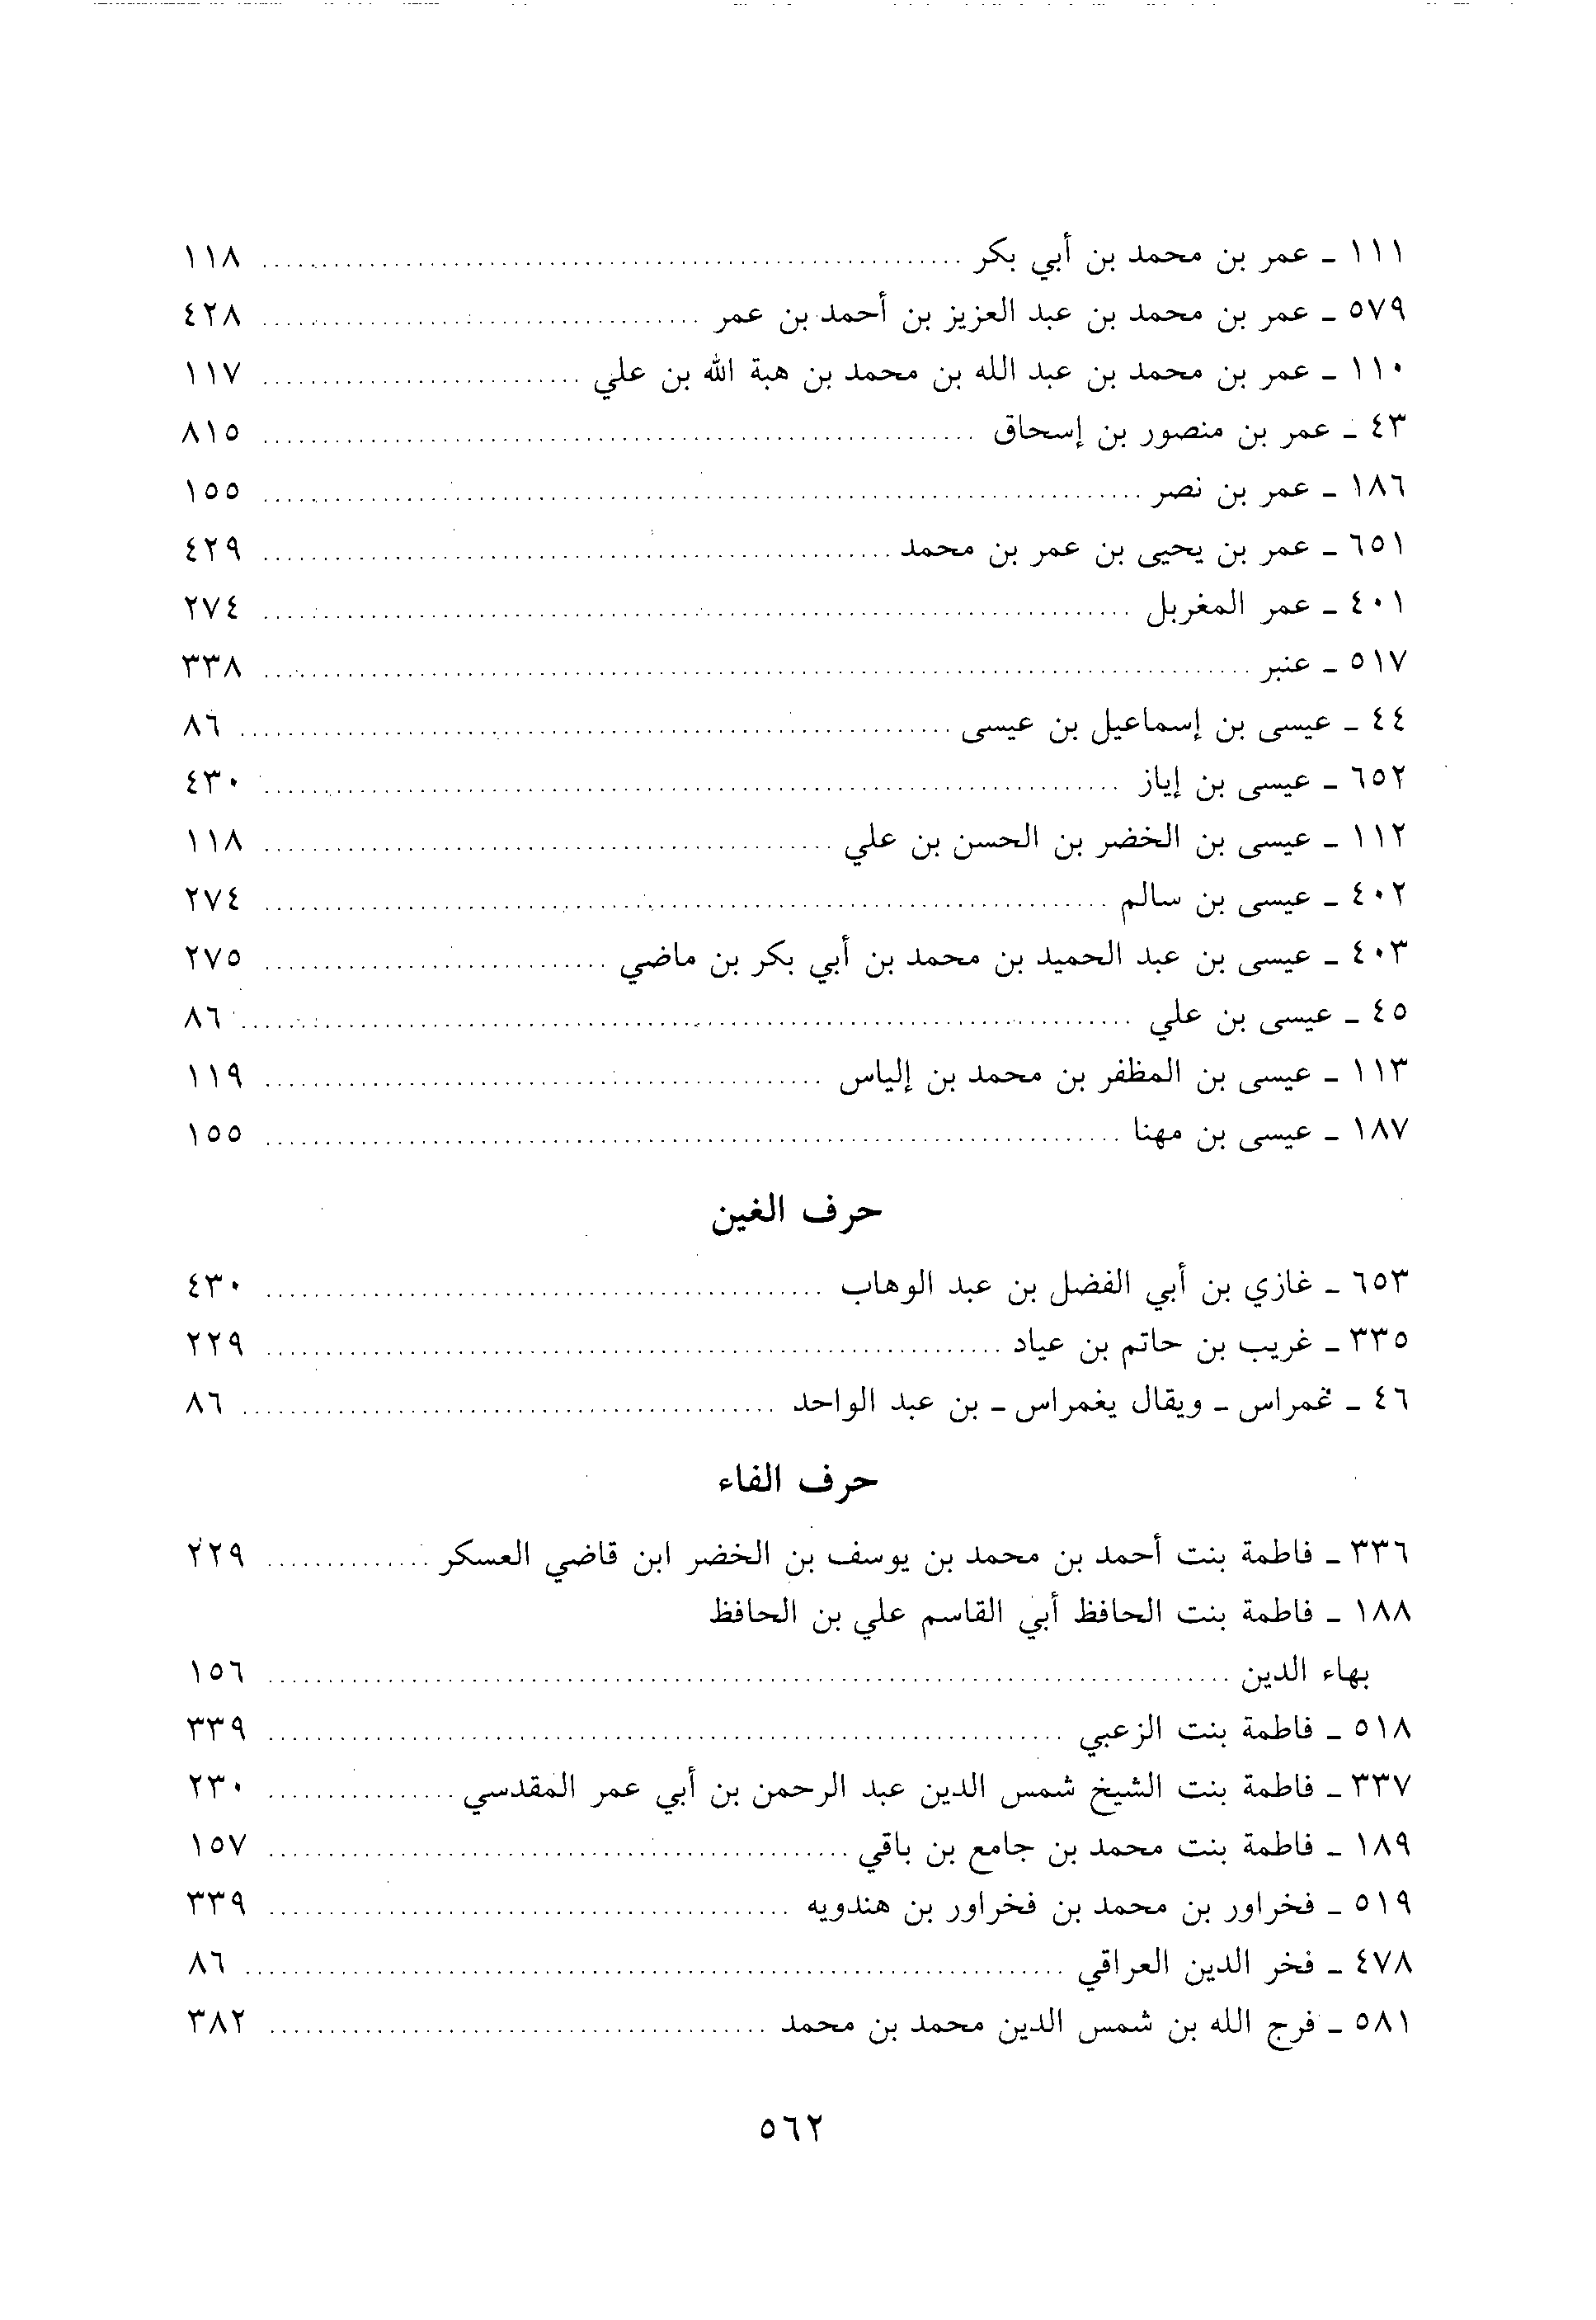 ١١١ ـ عمر بن محمد بن أبي بكر ........ ١١٨
٥٧٩ ـ عمر بن محمد بن عبد العزيز بن أحمد بن عمر ........ ٤٢٨
١١٠ ـ عمر بن محمد بن عبد الله بن محمد بن هبة الله بن علي ........ ١١٧
٤٣ ـ عمر بن منصور بن إسحاق ........ ٨١٥
١٨٦ ـ عمر بن نصر ........ ١٥٥
٦٥١ ـ عمر بن يحيى بن عمر بن محمد ........ ٤٢٩
٤٠١ ـ عمر المغربل ........ ٢٧٤
٥١٧ ـ عنبر ........ ٣٣٨
٤٤ ـ عيسى بن إسماعيل بن عيسى ........ ٨٦
٦٥٢ ـ عيسى بن إياز ........ ٤٣٠
١١٢ ـ عيسى بن الخضر بن الحسن بن علي ........ ١١٨
٤٠٢ ـ عيسى بن سالم ........ ٢٧٤
٤٠٣ ـ عيسى بن عبد الحميد بن محمد بن أبي بكر بن ماضي ........ ٢٧٥
٤٥ ـ عيسى بن علي ........ ٨٦
١١٣ ـ عيسى بن المظفر بن محمد بن إلياس ........ ١١٩
١٨٧ ـ عيسى بن مهنا ........ ١٥٥
حرف الغين
٦٥٣ ـ غازي بن أبي الفضل بن عبد الوهاب ........ ٤٣٠
٣٣٥ ـ غريب بن حاتم بن عياد ........ ٢٢٩
٤٦ ـ غمراس ـ ويقال يغمراس ـ بن عبد الواحد ........ ٨٦
حرف الفاء
٣٣٦ ـ فاطمة بنت أحمد بن محمد بن يوسف بن الخضر ابن قاضي العسكر ........ ٢٢٩
١٨٨ ـ فاطمة بنت الحافظ أبي القاسم علي بن الحافظ
بهاء الدين ........ ١٥٦
٥١٨ ـ فاطمة بنت الزعبي ........ ٣٣٩
٣٣٧ ـ فاطمة بنت الشيخ شمس الدين عبد الرحمن بن أبي عمر المقدسي ........ ٢٣٠
١٨٩ ـ فاطمة بنت محمد بن جامع بن باقي ........ ١٥٧
٥١٩ ـ فخراور بن محمد بن فخراور بن هندويه ........ ٣٣٩
٤٧٨ ـ فخر الدين العراقي ........ ٨٦
٥٨١ ـ فرج الله بن شمس الدين محمد بن محمد ........ ٣٨٢
٥٦٢